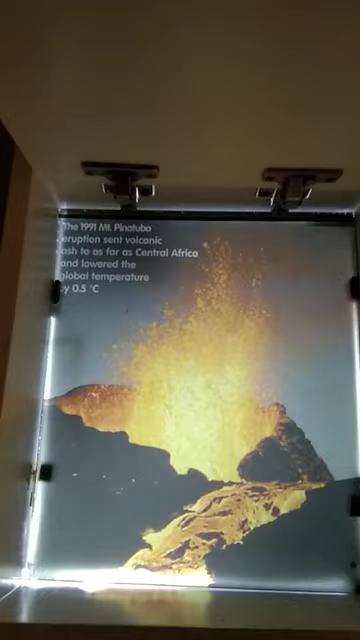 The 1991 Mt. Pinatubo
eruption sent volcanic
ash to as far as Central Africa
and lowered the
global temperature
by 0.5 °C